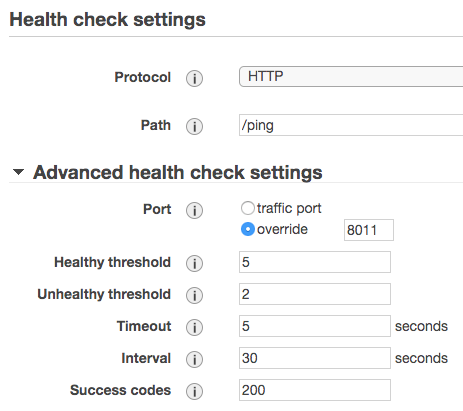 Health check settings
Protocol i HTTP
Path i /ping
Advanced health check settings
Port i traffic port
override 8011
Healthy threshold i 5
Unhealthy threshold i 2
Timeout i 5 seconds
Interval i 30 seconds
Success codes i 200